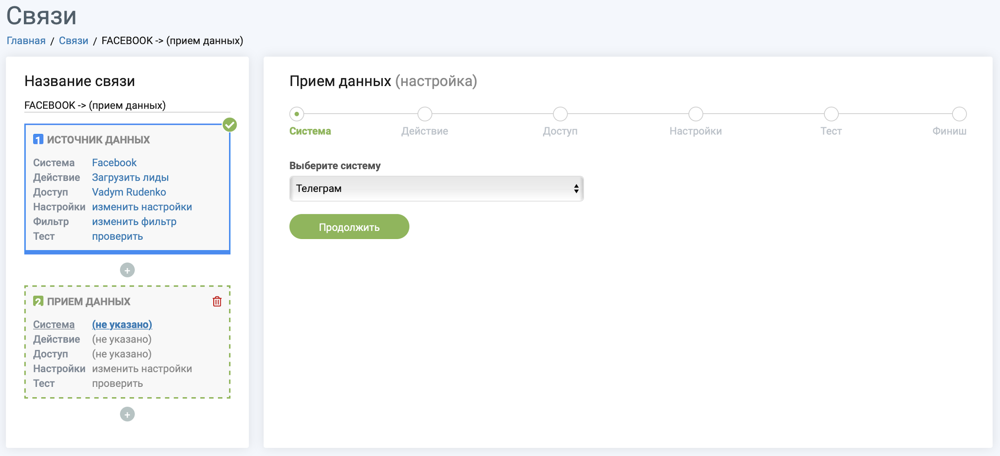 Связи
Главная / Связи / FACEBOOK -> (прием данных)
Название связи
FACEBOOK -> (прием данных)
1 ИСТОЧНИК ДАННЫХ
Система Facebook
Действие Загрузить лиды
Доступ Vadym Rudenko
Настройки изменить настройки
Фильтр изменить фильтр
Тест проверить
+
2 ПРИЕМ ДАННЫХ
Система (не указано)
Действие (не указано)
Доступ (не указано)
Настройки изменить настройки
Тест проверить
+
Прием данных (настройка)
Система Действие Доступ Настройки Тест Финиш
Выберите систему
Телеграм
Продолжить